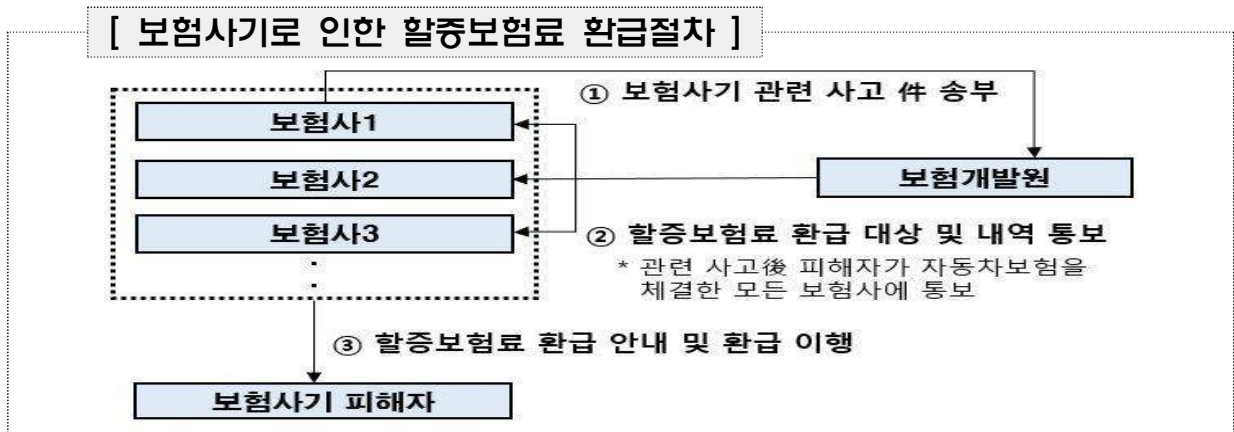 [ 보험사기로 인한 할증보험료 환급절차 ]
① 보험사기 관련 사고 件 송부
보험사1
보험사2
보험개발원
보험사3
② 할증보험료 환급 대상 및 내역 통보
* 관련 사고後 피해자가 자동차보험을
체결한 모든 보험사에 통보
③ 할증보험료 환급 안내 및 환급 이행
보험사기 피해자